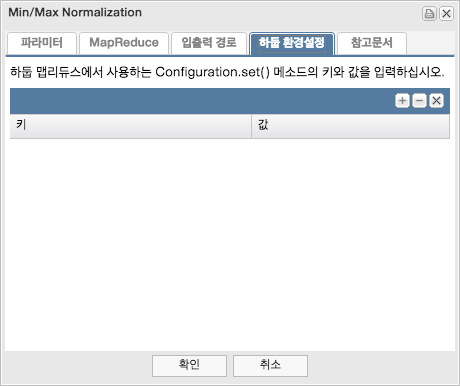 Min/Max Normalization
파라미터
MapReduce
입출력 경로
하둡 환경설정
참고문서
하둡 맵리듀스에서 사용하는 Configuration.set() 메소드의 키와 값을 입력하십시오.
키
값
확인
취소